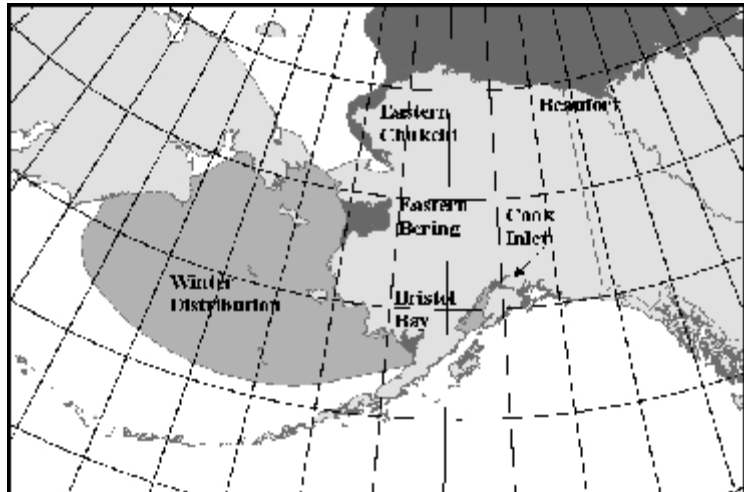 Beaufort
Eastern
Chukchi
Eastern
Bering
Cook
Inlet
Winter
Distribution
Bristol
Bay